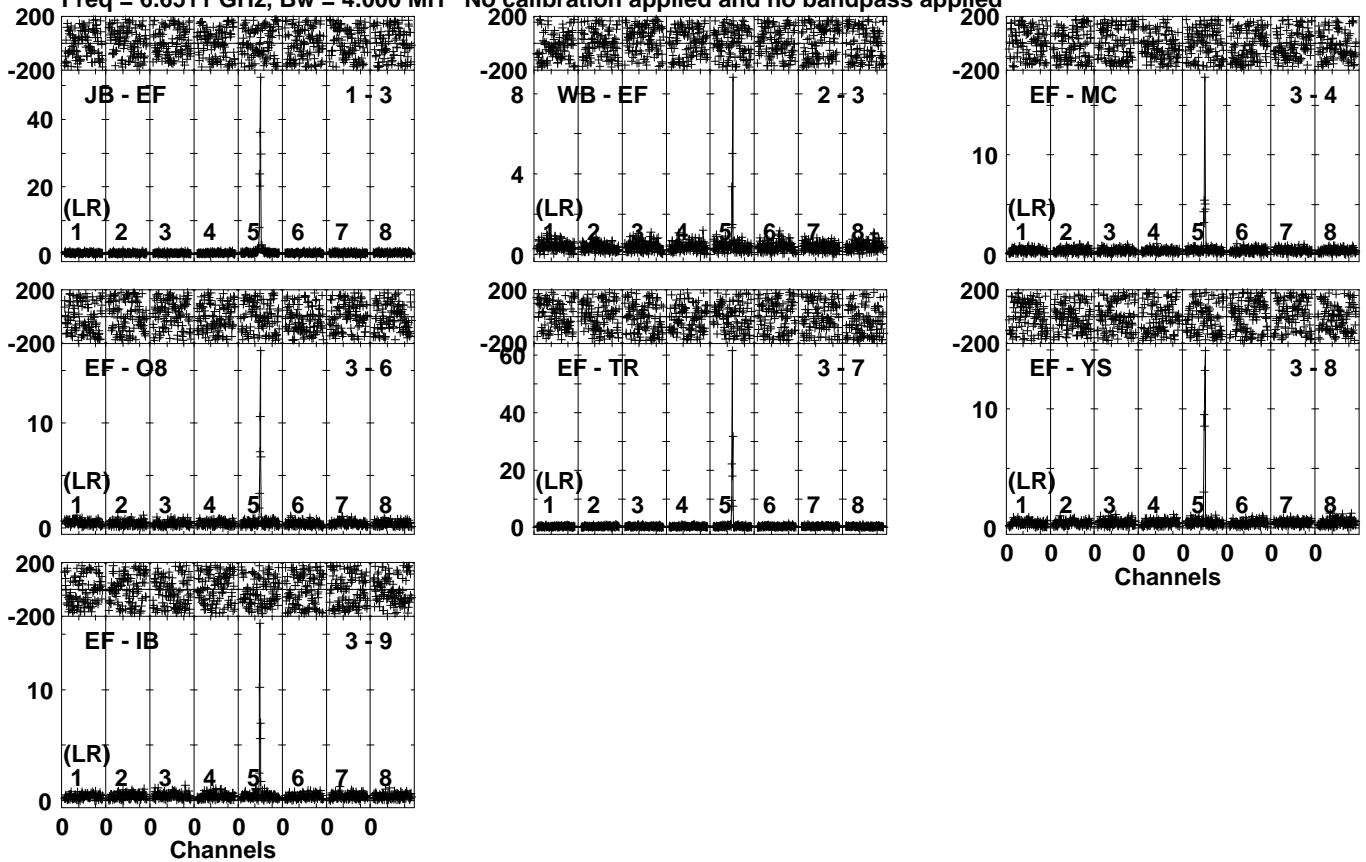 Freq = 6.6511 GHz, Bw = 4.000 MH No calibration applied and no bandpass applied
200
-200
JB - EF 1 - 3
40
20
0
(LR)
1 2 3 4 5 6 7 8
200
-200
WB - EF 2 - 3
8
4
0
(LR)
1 2 3 4 5 6 7 8
200
-200
EF - MC 3 - 4
10
0
(LR)
1 2 3 4 5 6 7 8
200
-200
EF - O8 3 - 6
10
0
(LR)
1 2 3 4 5 6 7 8
200
-200
EF - TR 3 - 7
60
40
20
0
(LR)
1 2 3 4 5 6 7 8
200
-200
EF - YS 3 - 8
10
0
(LR)
1 2 3 4 5 6 7 8
0 0 0 0 0 0 0 0
Channels
200
-200
EF - IB 3 - 9
10
0
(LR)
1 2 3 4 5 6 7 8
0 0 0 0 0 0 0 0
Channels